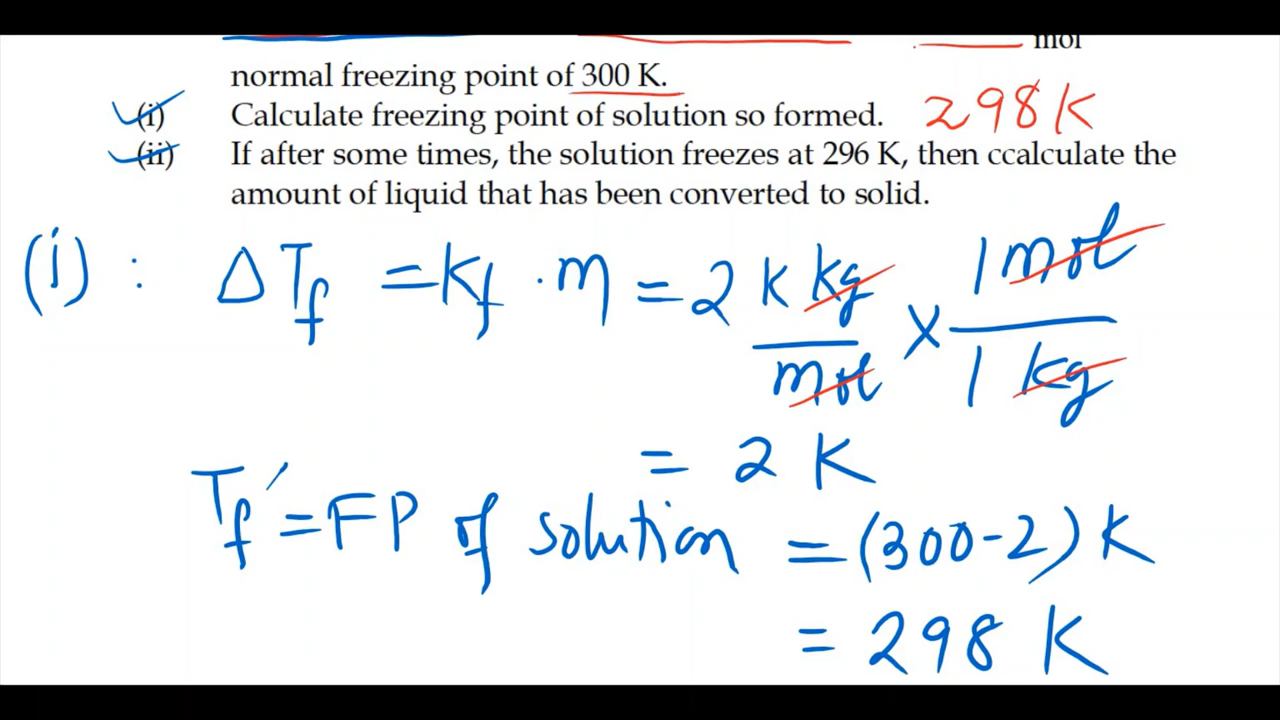 mol
normal freezing point of 300 K.
(i) Calculate freezing point of solution so formed. 298 K
(ii) If after some times, the solution freezes at 296 K, then ccalculate the
amount of liquid that has been converted to solid.
(i) : ΔTf = Kf · m = 2 K kg / mol × 1 mol / 1 kg
= 2 K
Tf' = FP of solution = (300-2) K
= 298 K